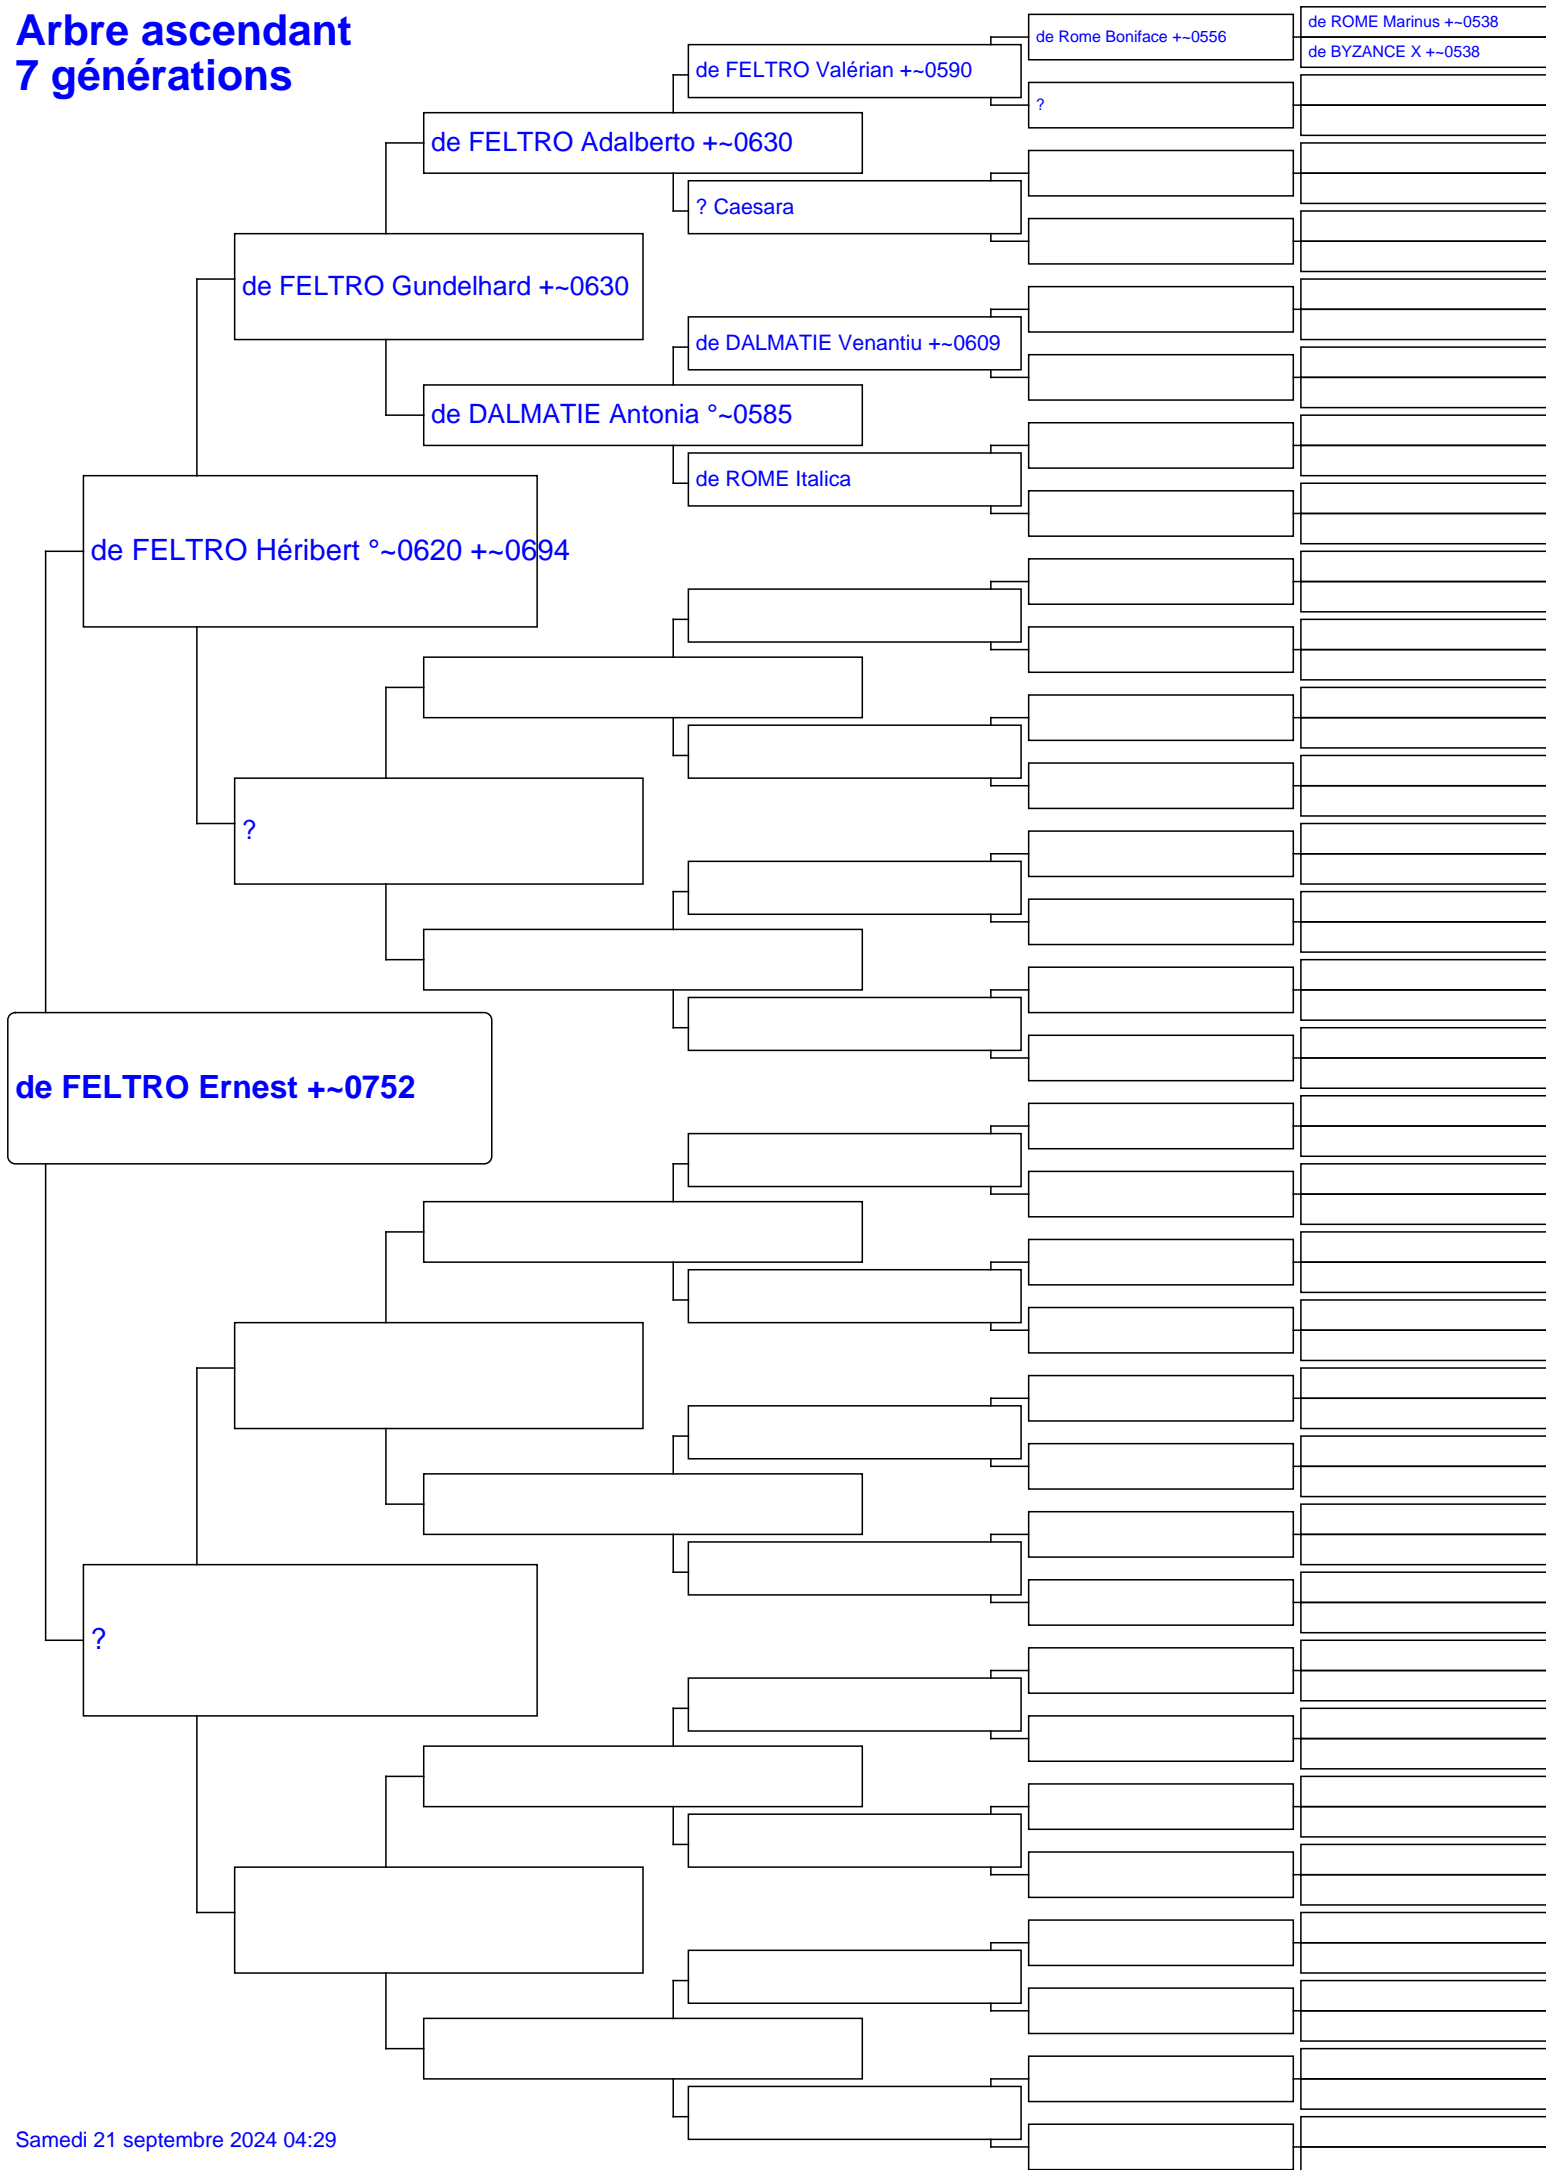 Arbre ascendant
7 générations
de ROME Marinus +~0538
de Rome Boniface +~0556
de BYZANCE X +~0538
de FELTRO Valérian +~0590
?
de FELTRO Adalberto +~0630
? Caesara
de FELTRO Gundelhard +~0630
de DALMATIE Venantiu +~0609
de DALMATIE Antonia °~0585
de ROME Italica
de FELTRO Héribert °~0620 +~0694
?
de FELTRO Ernest +~0752
?
Samedi 21 septembre 2024 04:29